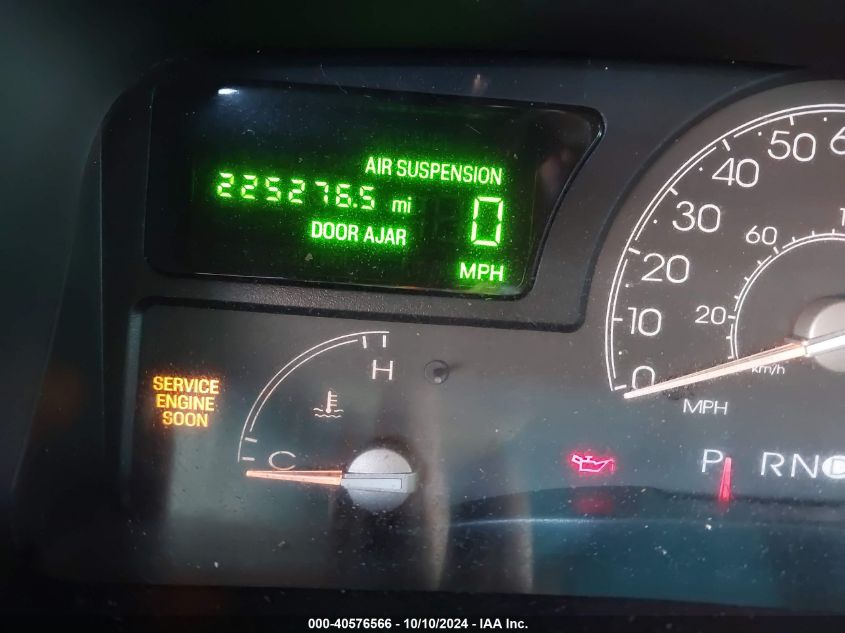 AIR SUSPENSION
225276.5 mi
0
DOOR AJAR
MPH
H
C
SERVICE
ENGINE
SOON
50
40
30
20
10
0
60
20
km/h
MPH
P R N D
000-40576566 - 10/10/2024 - IAA Inc.